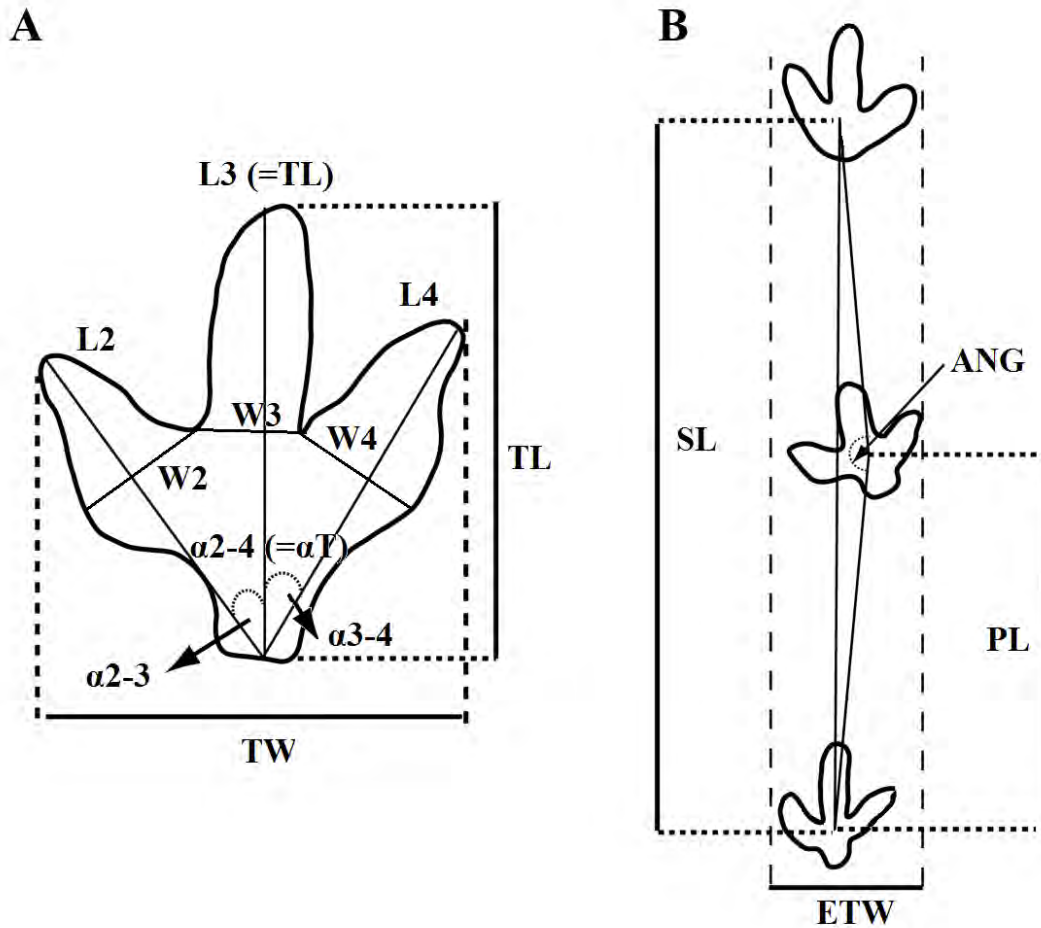 A
L3 (=TL)
L2
L4
W3
W2
W4
TL
α2-4 (=αT)
α3-4
α2-3
TW
B
ANG
SL
PL
ETW